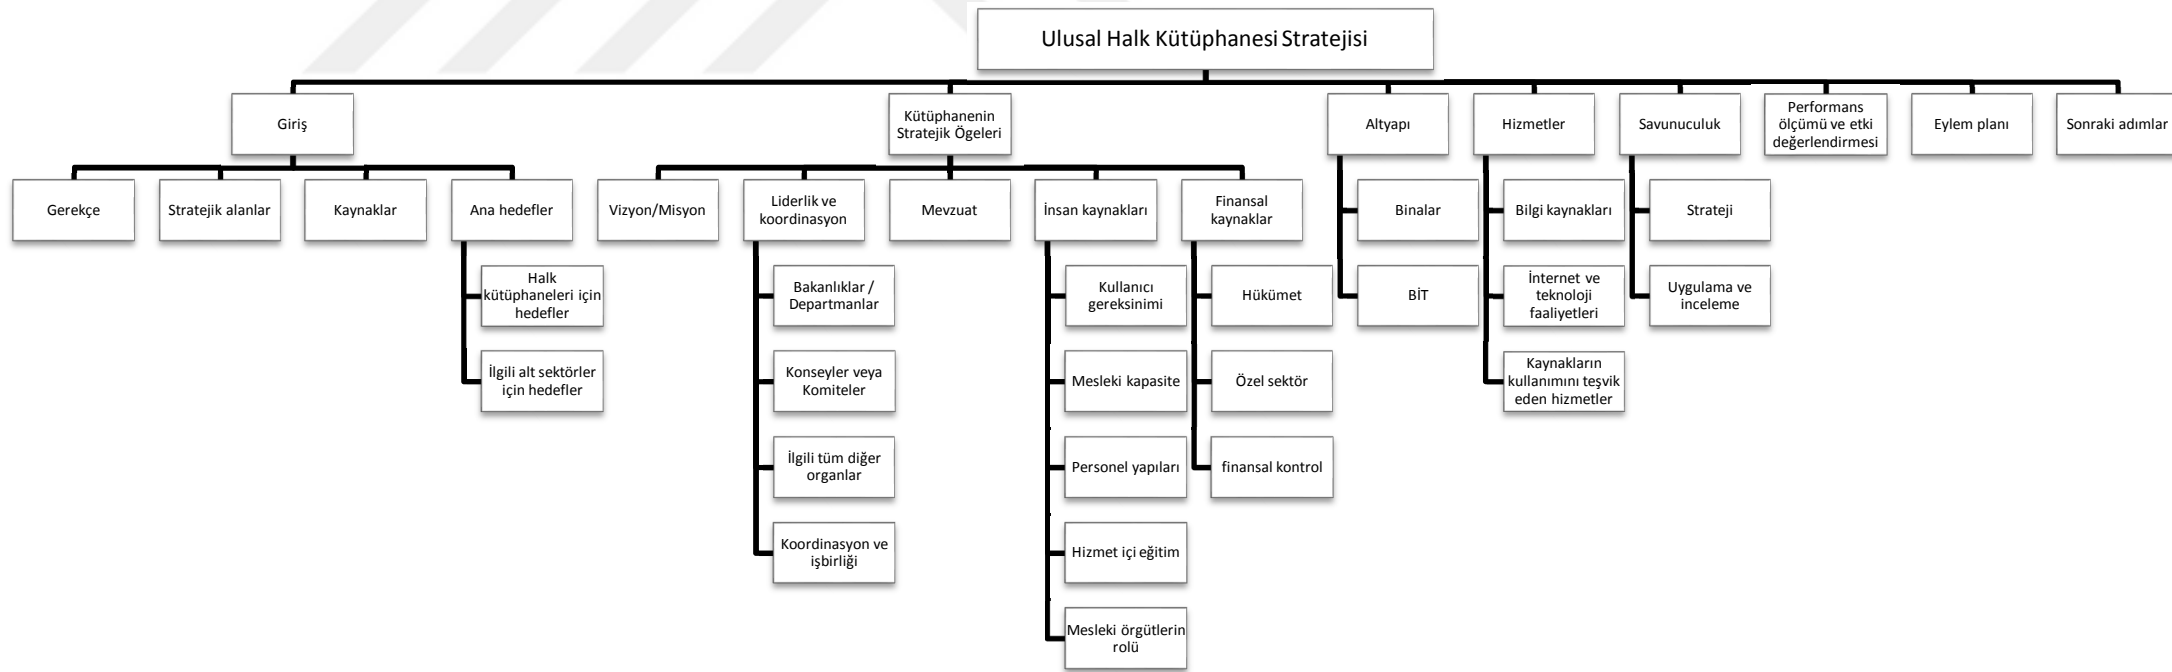 Ulusal Halk Kütüphanesi Stratejisi
Giriş
Kütüphanenin
Stratejik Ögeleri
Altyapı
Hizmetler
Savunuculuk
Performans
ölçümü ve etki
değerlendirmesi
Eylem planı
Sonraki adımlar
Gerekçe
Stratejik alanlar
Kaynaklar
Ana hedefler
Vizyon/Misyon
Liderlik ve
koordinasyon
Mevzuat
İnsan kaynakları
Finansal
kaynaklar
Binalar
Bilgi kaynakları
Strateji
Halk
kütüphaneleri için
hedefler
Bakanlıklar /
Departmanlar
Kullanıcı
gereksinimi
Hükümet
BİT
İnternet ve
teknoloji
faaliyetleri
Uygulama ve
inceleme
İlgili alt sektörler
için hedefler
Konseyler veya
Komiteler
Mesleki kapasite
Özel sektör
Kaynakların
kullanımını teşvik
eden hizmetler
İlgili tüm diğer
organlar
Personel yapıları
finansal kontrol
Koordinasyon ve
işbirliği
Hizmet içi eğitim
Mesleki örgütlerin
rolü